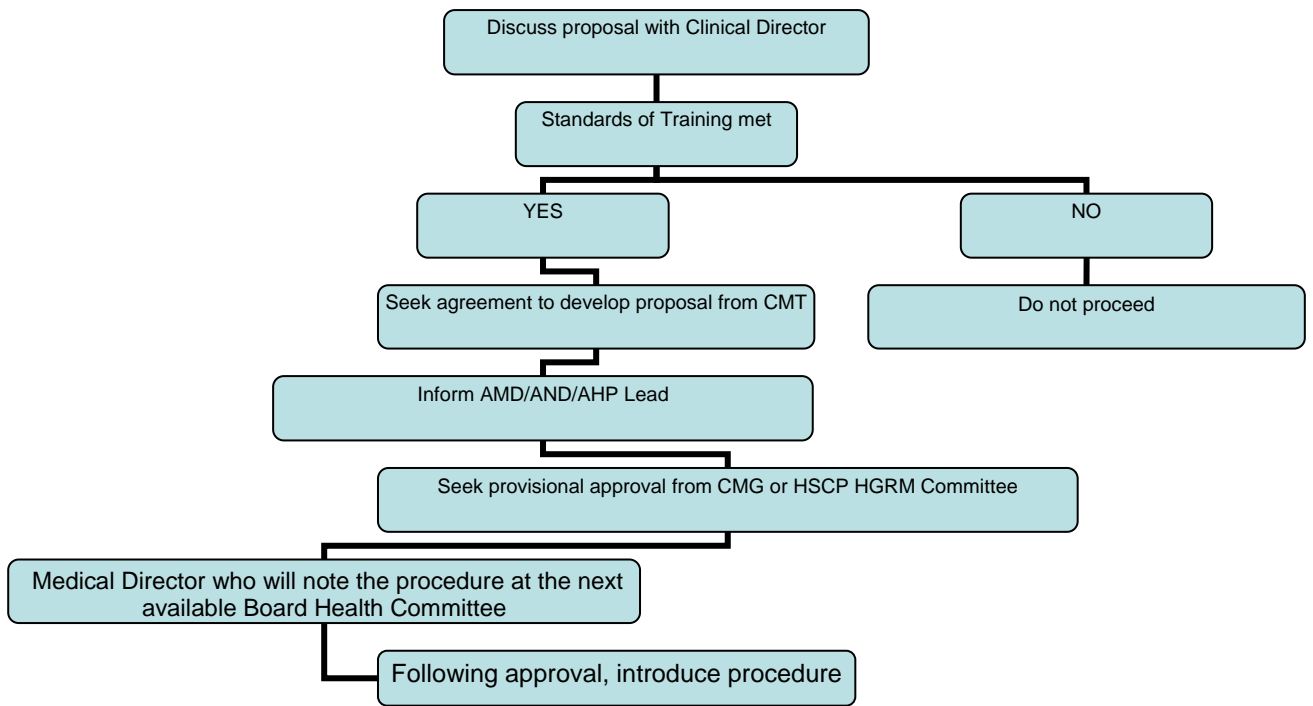 Discuss proposal with Clinical Director
Standards of Training met
YES
NO
Seek agreement to develop proposal from CMT
Do not proceed
Inform AMD/AND/AHP Lead
Seek provisional approval from CMG or HSCP HGRM Committee
Medical Director who will note the procedure at the next
available Board Health Committee
Following approval, introduce procedure